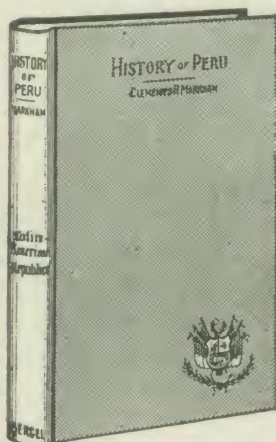 HISTORY
OF
PERU
MARKHAM
Latin-
American
Republics
HISTORY OF PERU
CLEMENTS R. MARKHAM